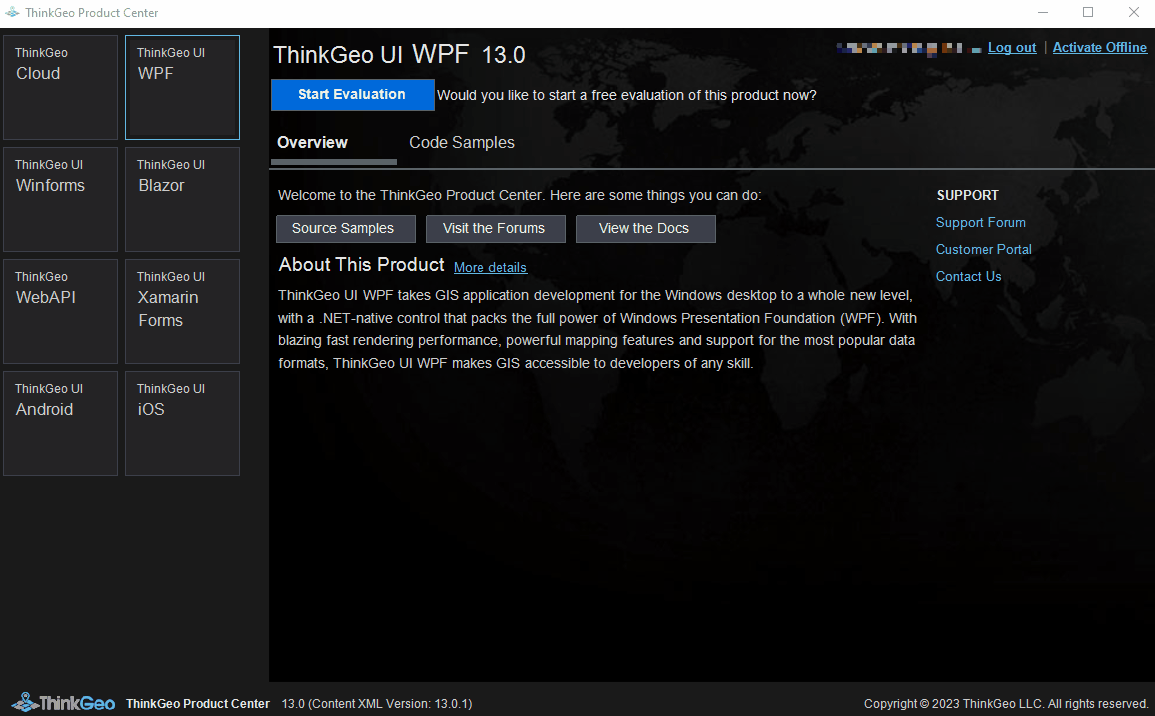 ThinkGeo Product Center
ThinkGeo
Cloud
ThinkGeo UI
WPF
ThinkGeo UI
Winforms
ThinkGeo UI
Blazor
ThinkGeo
WebAPI
ThinkGeo UI
Xamarin
Forms
ThinkGeo UI
Android
ThinkGeo UI
iOS
ThinkGeo UI WPF 13.0
Log out | Activate Offline
Start Evaluation Would you like to start a free evaluation of this product now?
Overview Code Samples
Welcome to the ThinkGeo Product Center. Here are some things you can do:
Source Samples Visit the Forums View the Docs
About This Product More details
ThinkGeo UI WPF takes GIS application development for the Windows desktop to a whole new level,
with a .NET-native control that packs the full power of Windows Presentation Foundation (WPF). With
blazing fast rendering performance, powerful mapping features and support for the most popular data
formats, ThinkGeo UI WPF makes GIS accessible to developers of any skill.
SUPPORT
Support Forum
Customer Portal
Contact Us
ThinkGeo ThinkGeo Product Center 13.0 (Content XML Version: 13.0.1) Copyright © 2023 ThinkGeo LLC. All rights reserved.